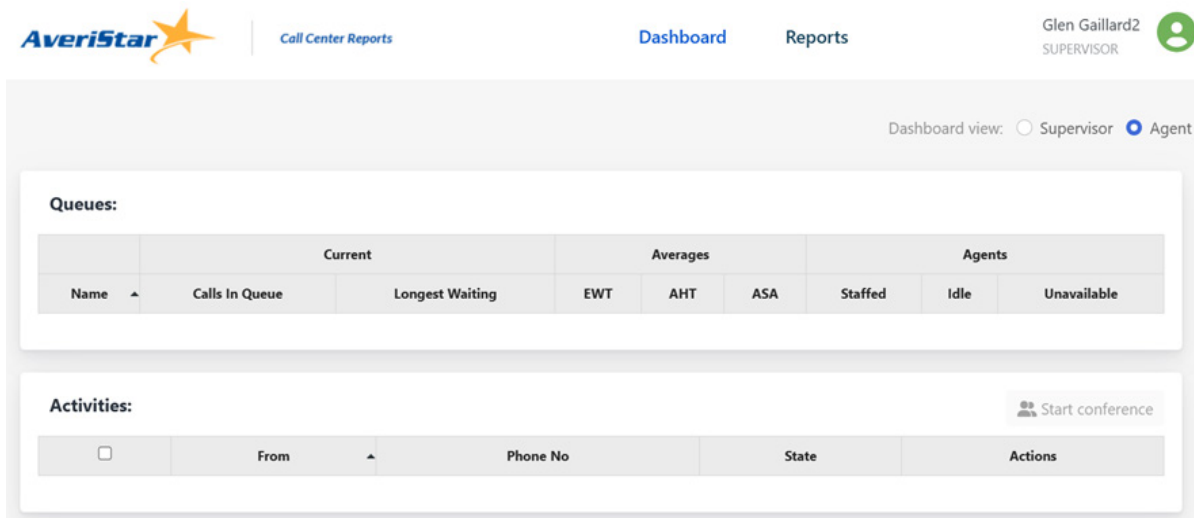 AveriStar
Call Center Reports
Dashboard
Reports
Glen Gaillard2
SUPERVISOR
Dashboard view: Supervisor Agent
Queues:
Current Averages Agents
Name Calls In Queue Longest Waiting EWT AHT ASA Staffed Idle Unavailable
Activities:
Start conference
From Phone No State Actions